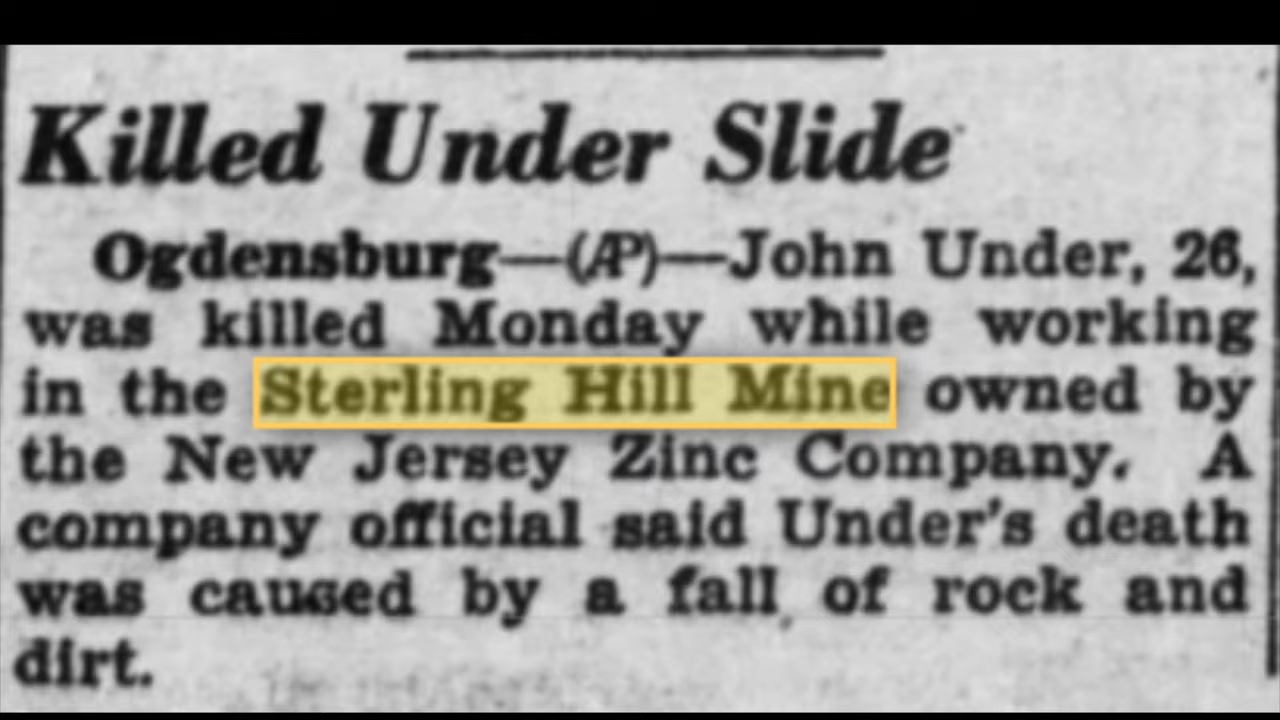 Killed Under Slide
Ogdensburg—(AP)—John Under, 26,
was killed Monday while working
in the Sterling Hill Mine owned by
the New Jersey Zinc Company. A
company official said Under's death
was caused by a fall of rock and
dirt.